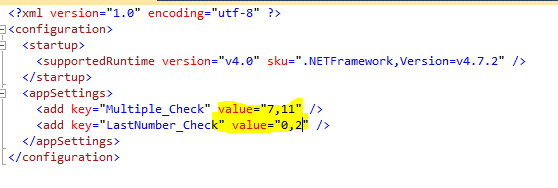 <?xml version="1.0" encoding="utf-8" ?>
<configuration>
<startup>
<supportedRuntime version="v4.0" sku=".NETFramework,Version=v4.7.2" />
</startup>
<appSettings>
<add key="Multiple_Check" value="7,11" />
<add key="LastNumber_Check" value="0,2" />
</appSettings>
</configuration>